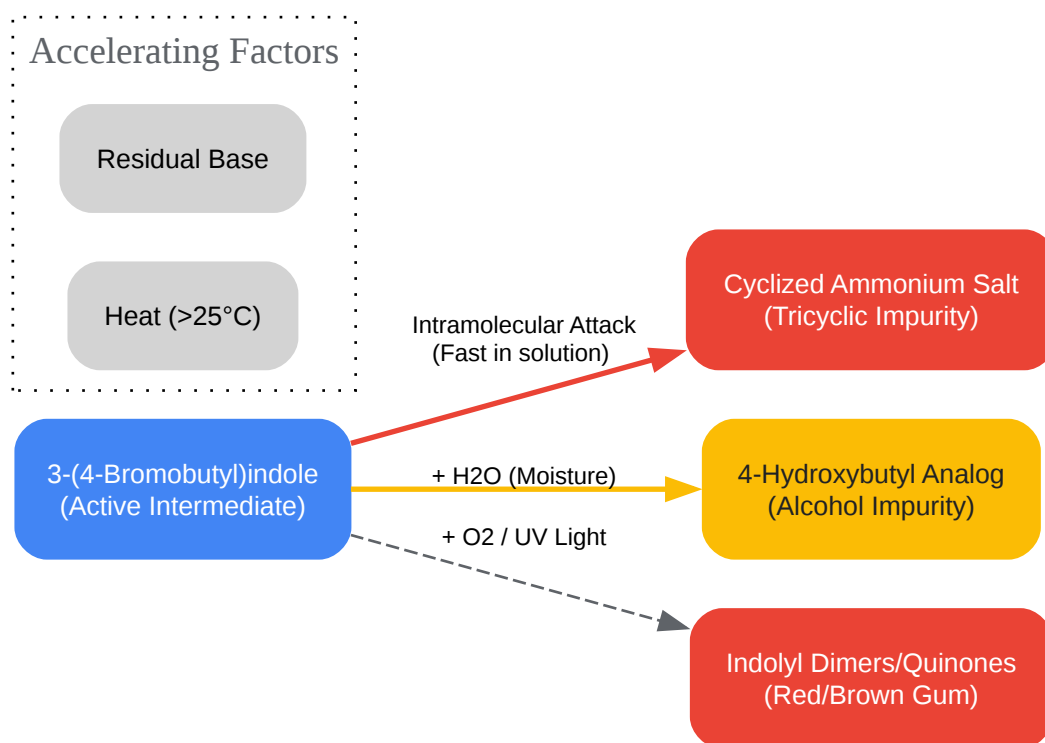 Accelerating Factors
Residual Base
Heat (>25°C)
Intramolecular Attack
(Fast in solution)
Cyclized Ammonium Salt
(Tricyclic Impurity)
3-(4-Bromobutyl)indole
(Active Intermediate)
+ H2O (Moisture)
4-Hydroxybutyl Analog
(Alcohol Impurity)
+ O2 / UV Light
Indolyl Dimers/Quinones
(Red/Brown Gum)